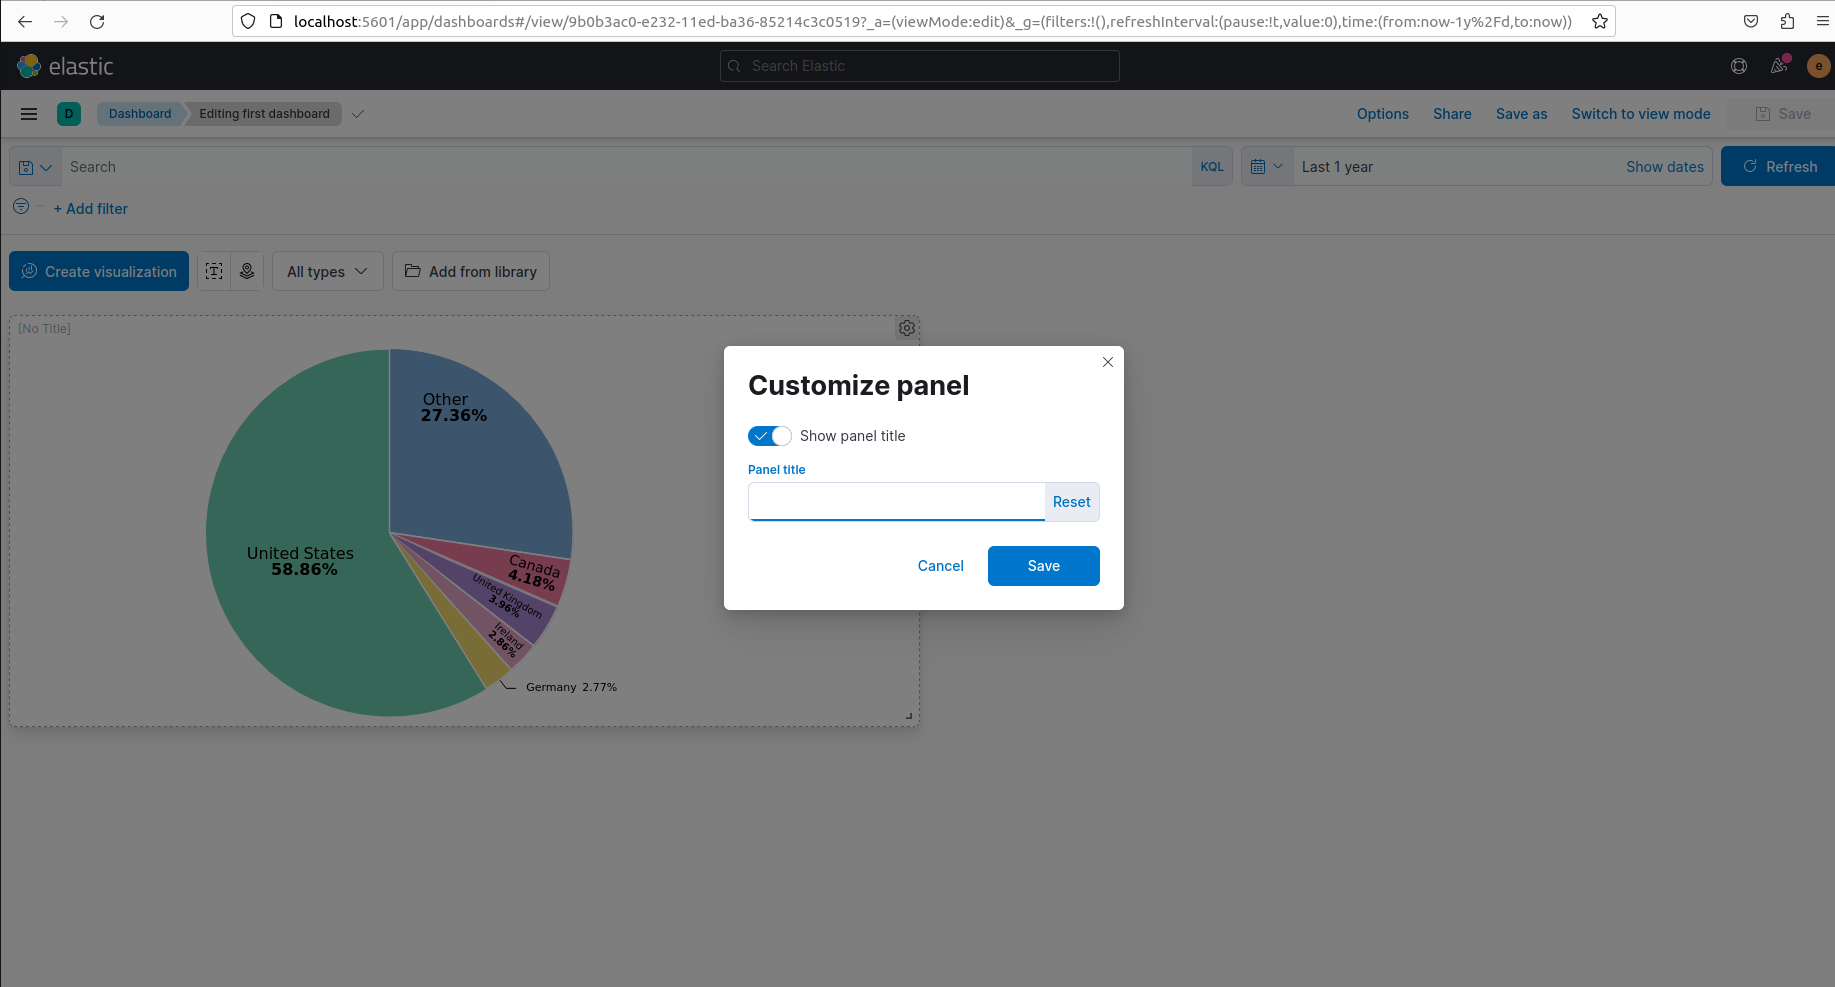 localhost:5601/app/dashboards#/view/9b0b3ac0-e232-11ed-ba36-85214c3c0519?_a=(viewMode:edit)&_g=(filters:!(),refreshInterval:(pause:!t,value:0),time:(from:now-1y%2Fd,to:now))
elastic
Search Elastic
e
D
Dashboard
Editing first dashboard
Options
Share
Save as
Switch to view mode
Save
Search
KQL
Last 1 year
Show dates
Refresh
+ Add filter
Create visualization
All types
Add from library
[No Title]
Other
27.36%
United States
58.86%
Canada
4.18%
United Kingdom
3.96%
Ireland
2.86%
Germany 2.77%
Customize panel
Show panel title
Panel title
Reset
Cancel
Save